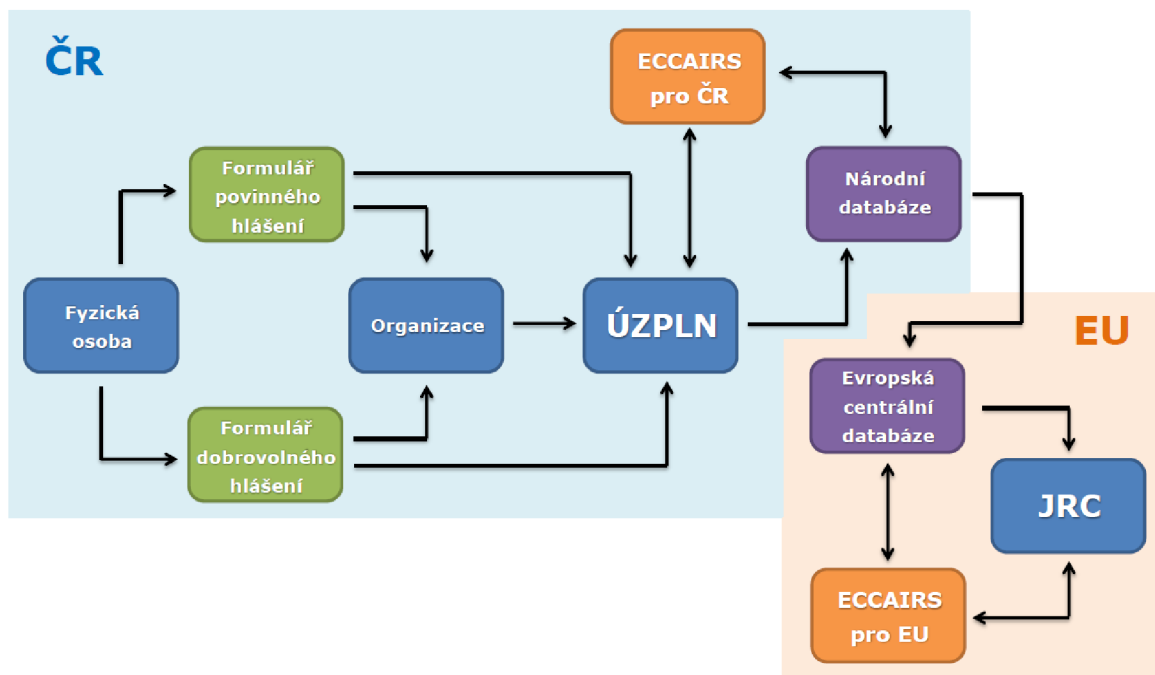 ČR
ECCAIRS
pro ČR
Formulář
povinného
hlášení
Národní
databáze
Fyzická
osoba
Organizace
ÚZPLN
EU
Evropská
centrální
databáze
Formulář
dobrovolného
hlášení
JRC
ECCAIRS
pro EU